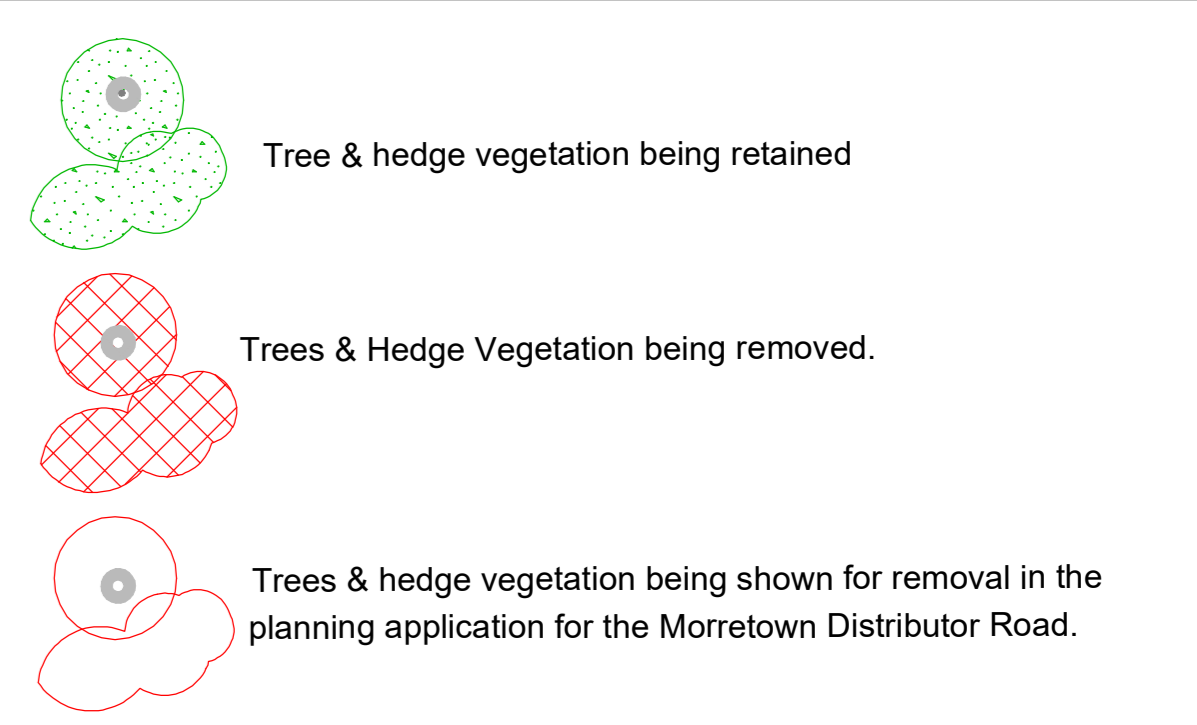 Tree & hedge vegetation being retained
Trees & Hedge Vegetation being removed.
Trees & hedge vegetation being shown for removal in the
planning application for the Morretown Distributor Road.